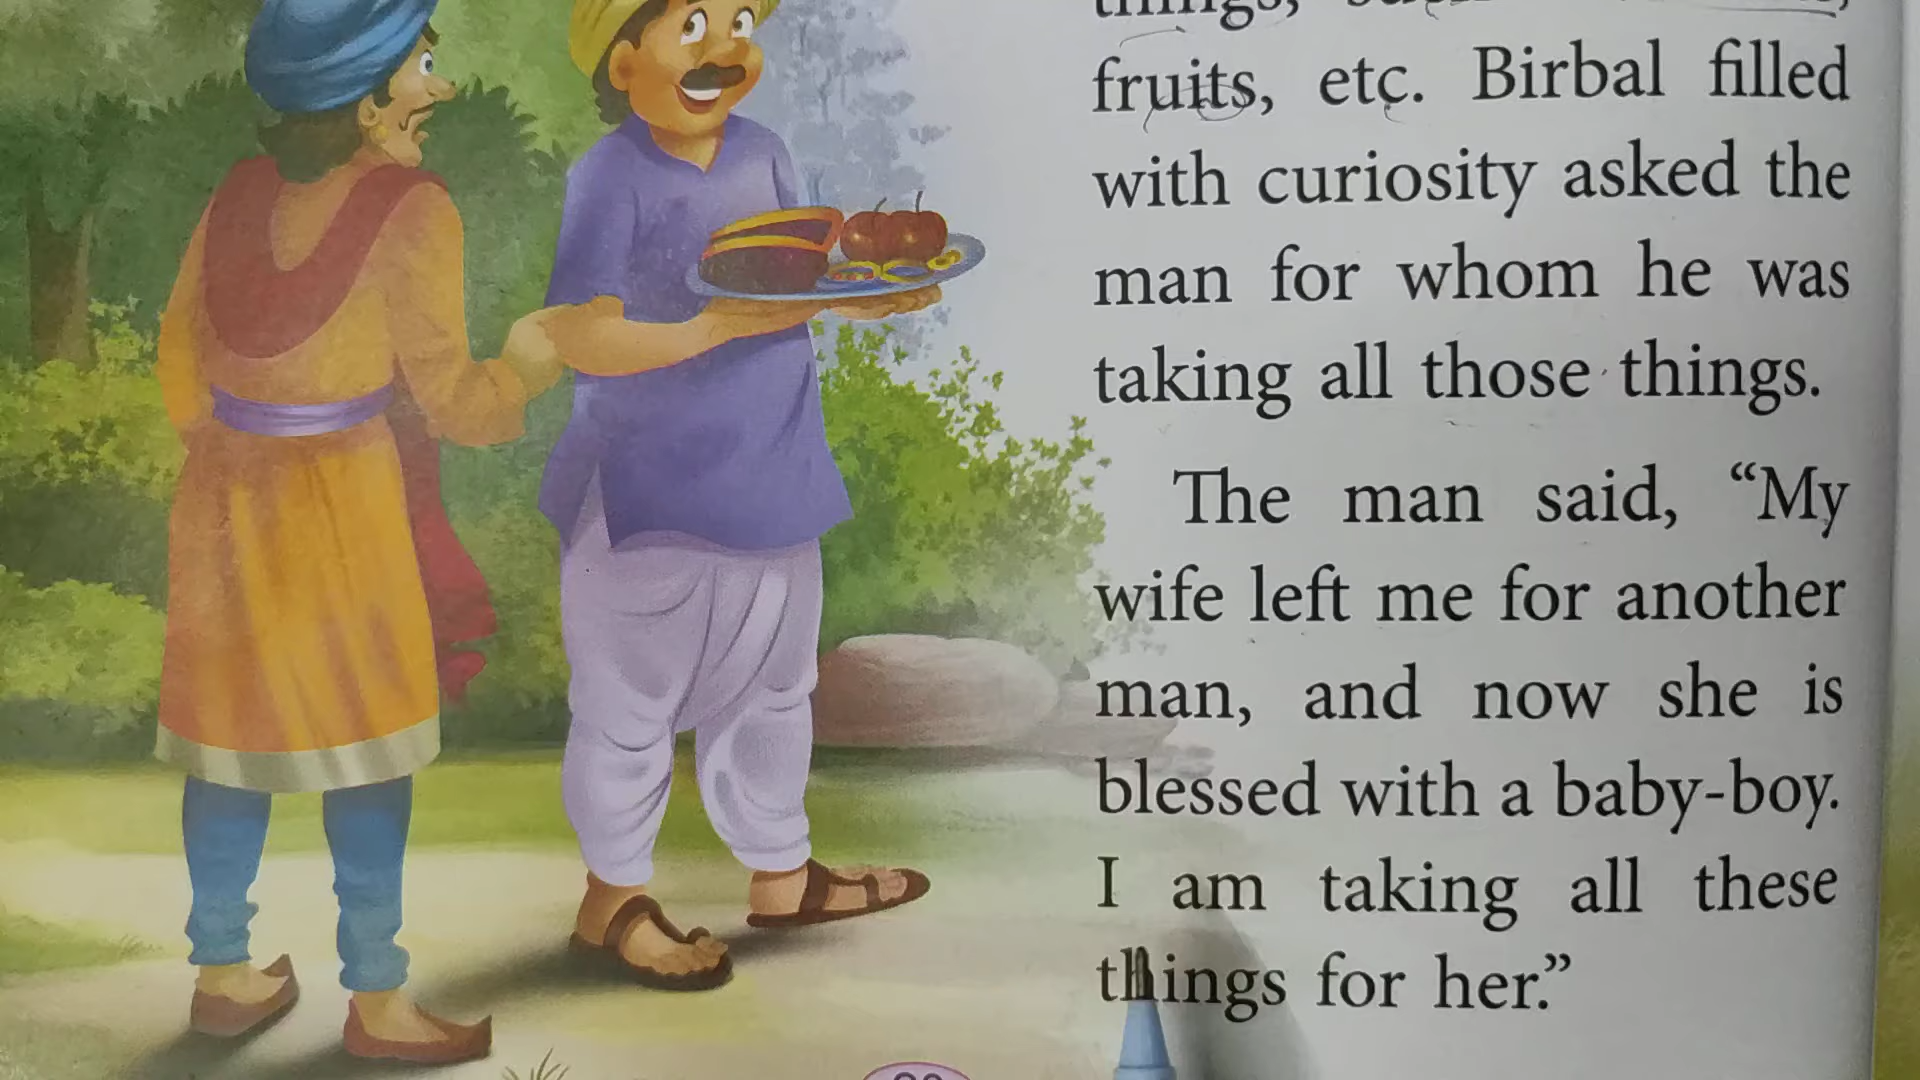 things,
fruits, etc. Birbal filled
with curiosity asked the
man for whom he was
taking all those things.
The man said, “My
wife left me for another
man, and now she is
blessed with a baby-boy.
I am taking all these
things for her.”